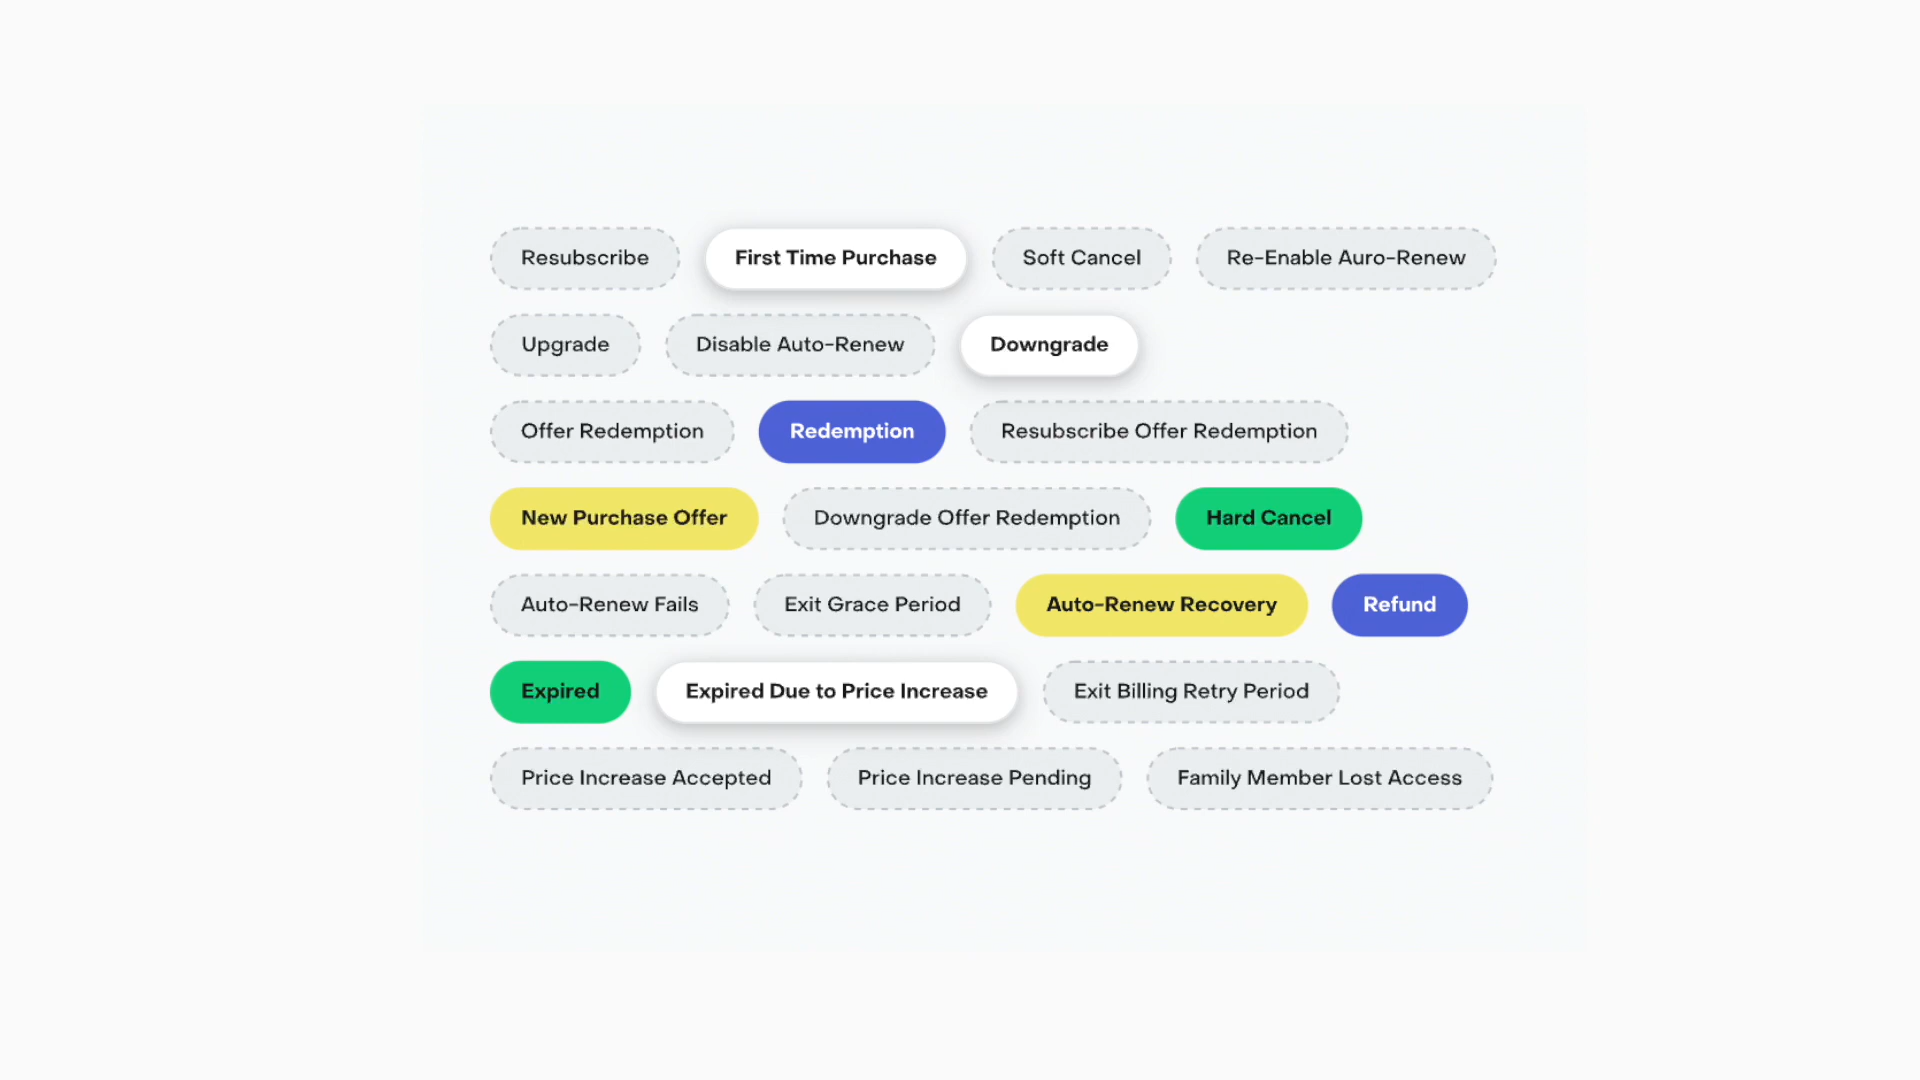 Resubscribe First Time Purchase Soft Cancel Re-Enable Auro-Renew
Upgrade Disable Auto-Renew Downgrade
Offer Redemption Redemption Resubscribe Offer Redemption
New Purchase Offer Downgrade Offer Redemption Hard Cancel
Auto-Renew Fails Exit Grace Period Auto-Renew Recovery Refund
Expired Expired Due to Price Increase Exit Billing Retry Period
Price Increase Accepted Price Increase Pending Family Member Lost Access